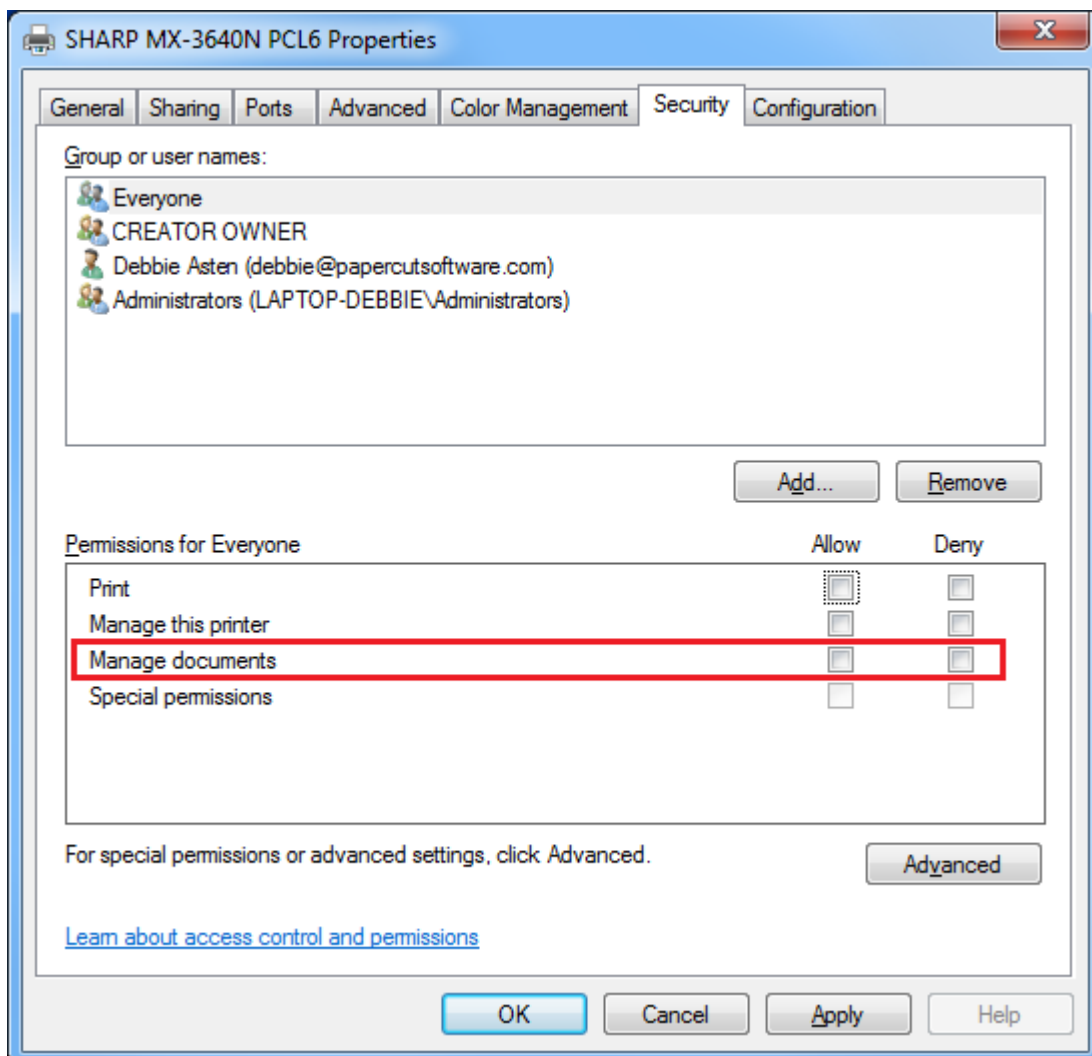 SHARP MX-3640N PCL6 Properties
General Sharing Ports Advanced Color Management Security Configuration
Group or user names:
Everyone
CREATOR OWNER
Debbie Asten (debbie@papercutsoftware.com)
Administrators (LAPTOP-DEBBIE\Administrators)
Add... Remove
Permissions for Everyone Allow Deny
Print
Manage this printer
Manage documents
Special permissions
For special permissions or advanced settings, click Advanced.
Advanced
Learn about access control and permissions
OK Cancel Apply Help